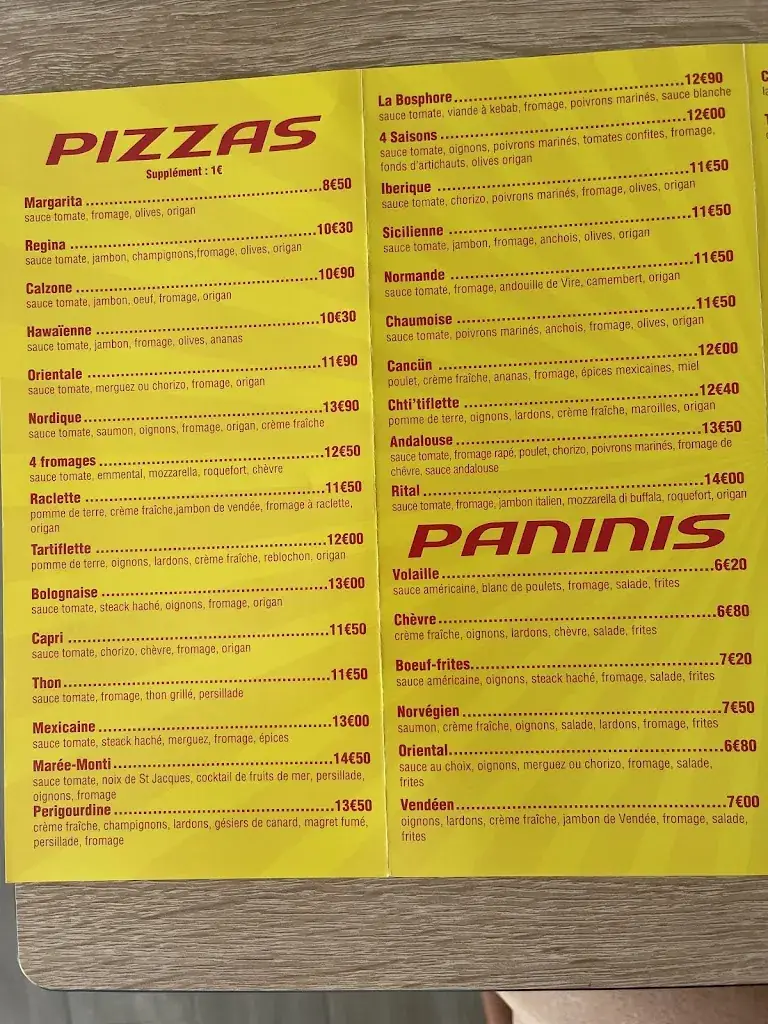 PIZZAS
Supplément : 1€
Margarita 8€50
sauce tomate, fromage, olives, origan
Regina 10€30
sauce tomate, jambon, champignons,fromage, olives, origan
Calzone 10€90
sauce tomate, jambon, oeuf, fromage, origan
Hawaïenne 10€30
sauce tomate, jambon, fromage, olives, ananas
Orientale 11€90
sauce tomate, merguez ou chorizo, fromage, origan
Nordique 13€90
sauce tomate, saumon, oignons, fromage, origan, crème fraîche
4 fromages 12€50
sauce tomate, emmental, mozzarella, roquefort, chèvre
Raclette 11€50
pomme de terre, crème fraîche,jambon de vendée, fromage à raclette,
origan
Tartiflette 12€00
pomme de terre, oignons, lardons, crème fraîche, reblochon, origan
Bolognaise 13€00
sauce tomate, steack haché, oignons, fromage, origan
Capri 11€50
sauce tomate, chorizo, chèvre, fromage, origan
Thon 11€50
sauce tomate, fromage, thon grillé, persillade
Mexicaine 13€00
sauce tomate, steack haché, merguez, fromage, épices
Marée-Monti 14€50
sauce tomate, noix de St Jacques, cocktail de fruits de mer, persillade,
oignons, fromage
Perigourdine 13€50
crème fraîche, champignons, lardons, gésiers de canard, magret fumé,
persillade, fromage
La Bosphore 12€90
sauce tomate, viande à kebab, fromage, poivrons marinés, sauce blanche
4 Saisons 12€00
sauce tomate, oignons, poivrons marinés, tomates confites, fromage,
fonds d'artichauts, olives origan
Iberique 11€50
sauce tomate, chorizo, poivrons marinés, fromage, olives, origan
Sicilienne 11€50
sauce tomate, jambon, fromage, anchois, olives, origan
Normande 11€50
sauce tomate, fromage, andouille de Vire, camembert, origan
Chaumoise 11€50
sauce tomate, poivrons marinés, anchois, fromage, olives, origan
Cancün 12€00
poulet, crème fraîche, ananas, fromage, épices mexicaines, miel
Chti'tiflette 12€40
pomme de terre, oignons, lardons, crème fraîche, maroilles, origan
Andalouse 13€50
sauce tomate, fromage rapé, poulet, chorizo, poivrons marinés, fromage de
chèvre, sauce andalouse
Rital 14€00
sauce tomate, fromage, jambon italien, mozzarella di buffala, roquefort, origan
PANINIS
Volaille 6€20
sauce américaine, blanc de poulets, fromage, salade, frites
Chèvre 6€80
crème fraîche, oignons, lardons, chèvre, salade, frites
Boeuf-frites 7€20
sauce américaine, oignons, steack haché, fromage, salade, frites
Norvégien 7€50
saumon, crème fraîche, oignons, salade, lardons, fromage, frites
Oriental 6€80
sauce au choix, oignons, merguez ou chorizo, fromage, salade,
frites
Vendéen 7€00
oignons, lardons, crème fraîche, jambon de Vendée, fromage, salade,
frites